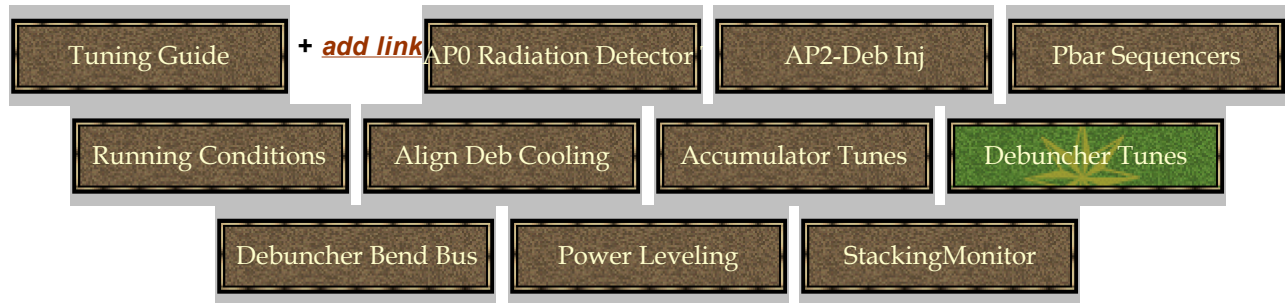 Tuning Guide + add link AP0 Radiation Detector AP2-Deb Inj Pbar Sequencers
Running Conditions Align Deb Cooling Accumulator Tunes Debuncher Tunes
Debuncher Bend Bus Power Leveling StackingMonitor